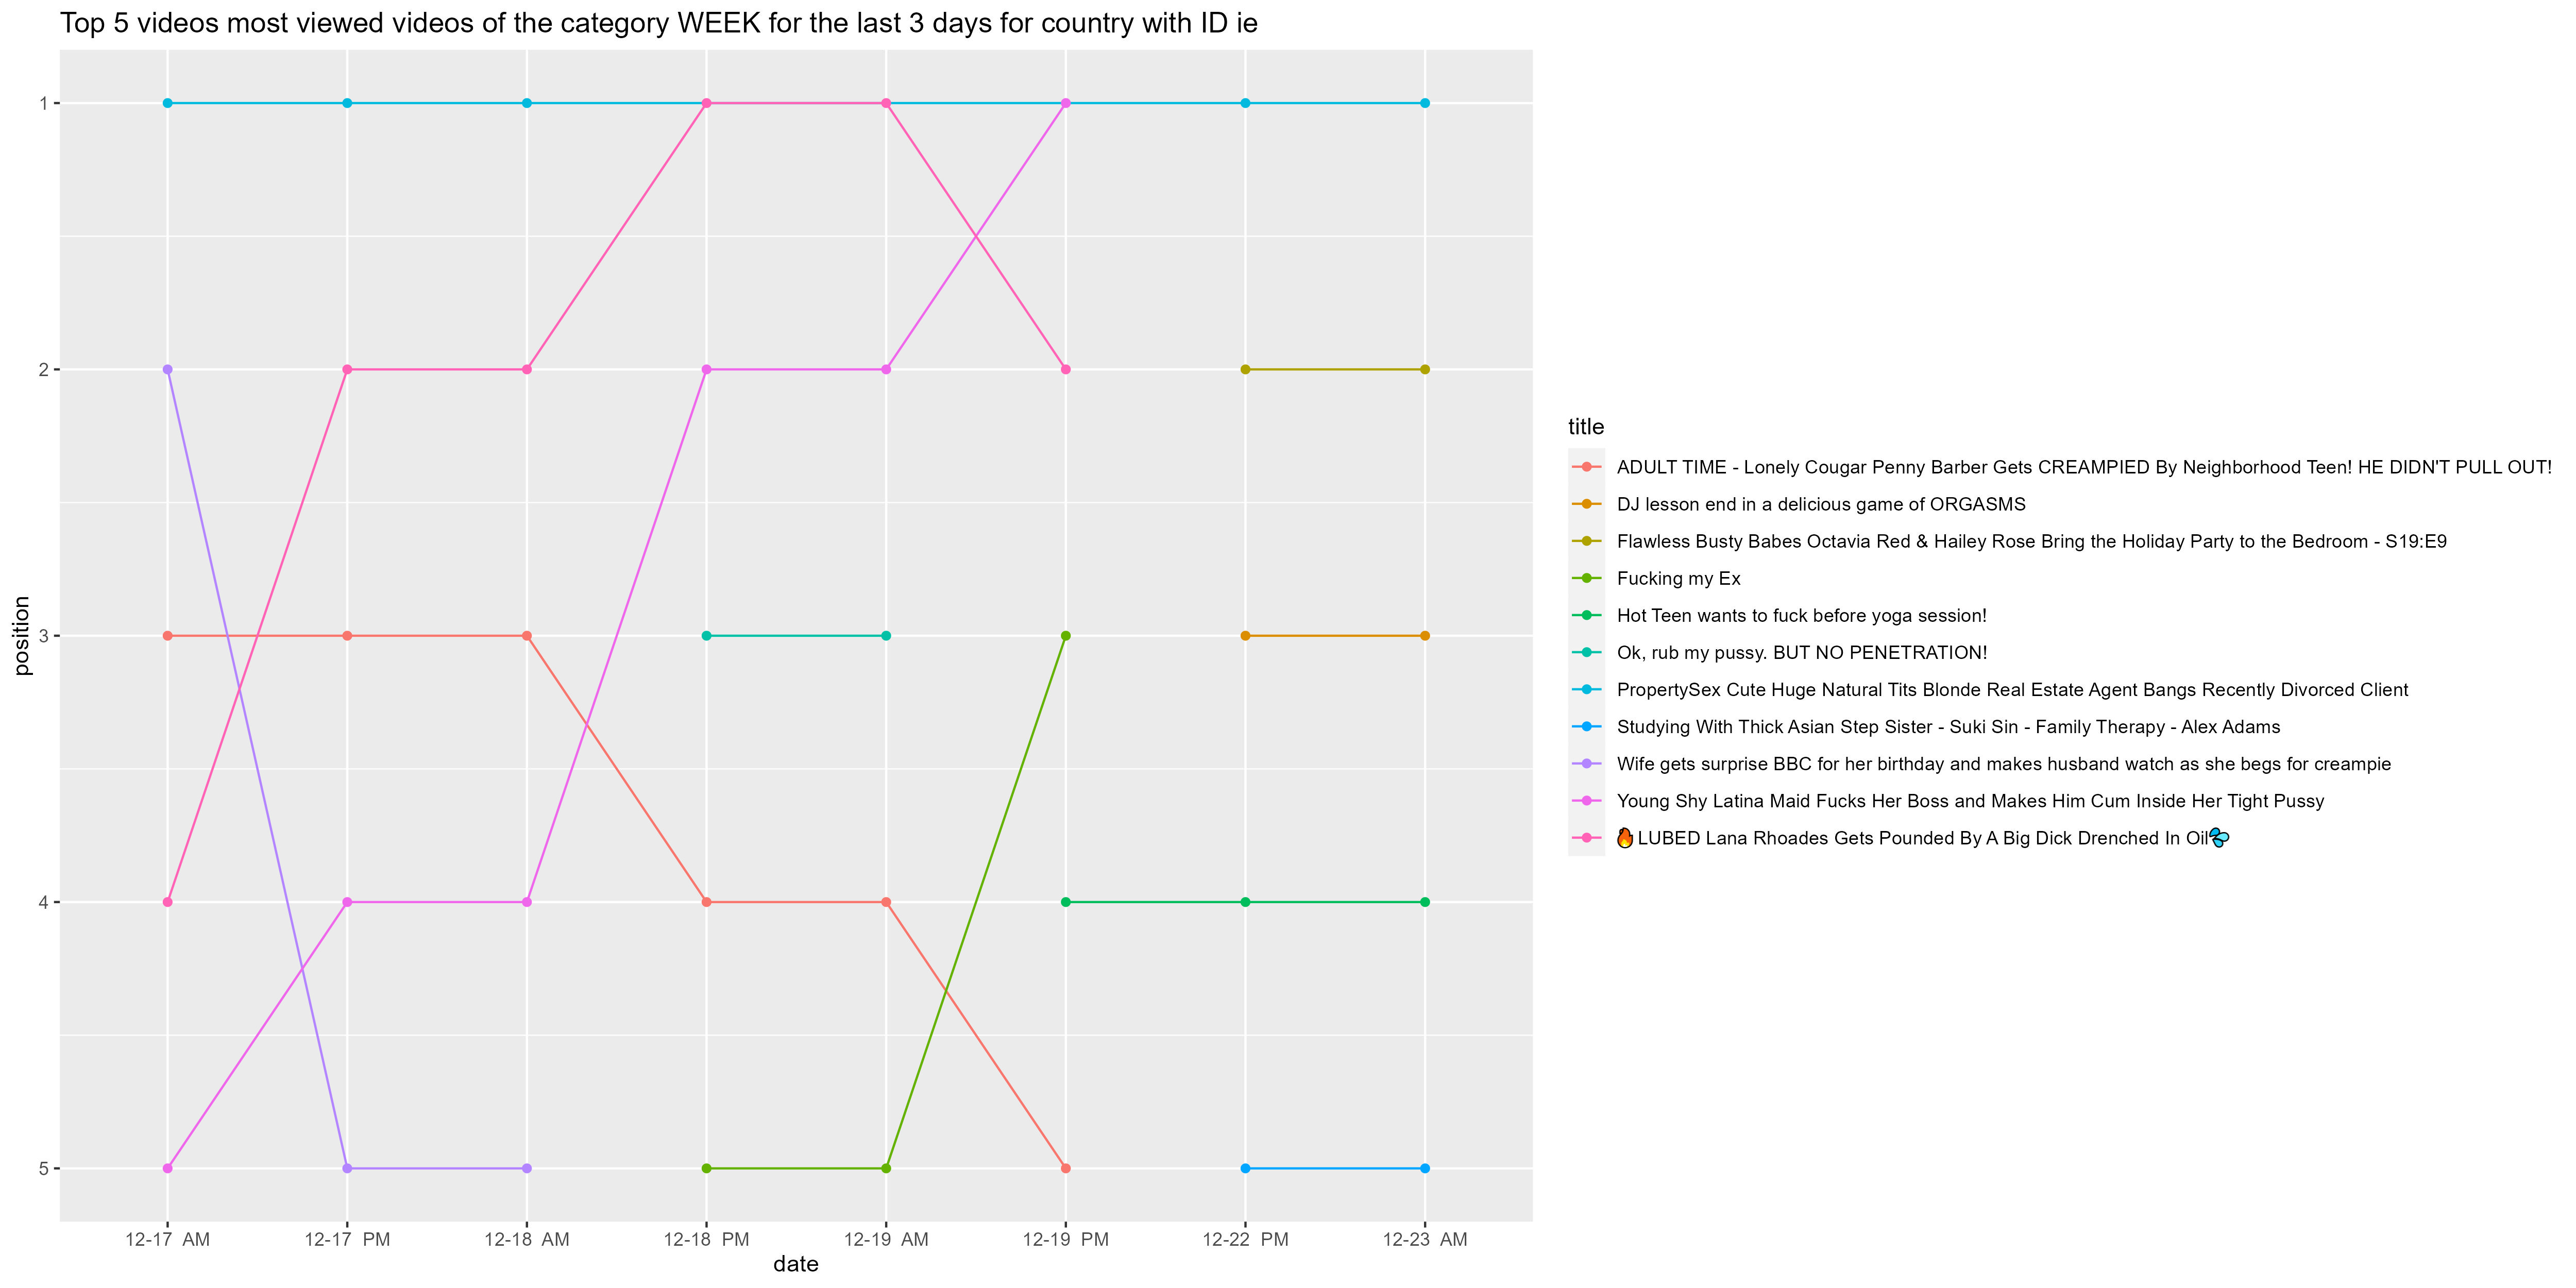 Top 5 videos most viewed videos of the category WEEK for the last 3 days for country with ID ie
position
1
2
3
4
5
12-17 AM
12-17 PM
12-18 AM
12-18 PM
12-19 AM
12-19 PM
12-22 PM
12-23 AM
date
title
ADULT TIME - Lonely Cougar Penny Barber Gets CREAMPIED By Neighborhood Teen! HE DIDN'T PULL OUT!
DJ lesson end in a delicious game of ORGASMS
Flawless Busty Babes Octavia Red & Hailey Rose Bring the Holiday Party to the Bedroom - S19:E9
Fucking my Ex
Hot Teen wants to fuck before yoga session!
Ok, rub my pussy. BUT NO PENETRATION!
PropertySex Cute Huge Natural Tits Blonde Real Estate Agent Bangs Recently Divorced Client
Studying With Thick Asian Step Sister - Suki Sin - Family Therapy - Alex Adams
Wife gets surprise BBC for her birthday and makes husband watch as she begs for creampie
Young Shy Latina Maid Fucks Her Boss and Makes Him Cum Inside Her Tight Pussy
🔥LUBED Lana Rhoades Gets Pounded By A Big Dick Drenched In Oil💦